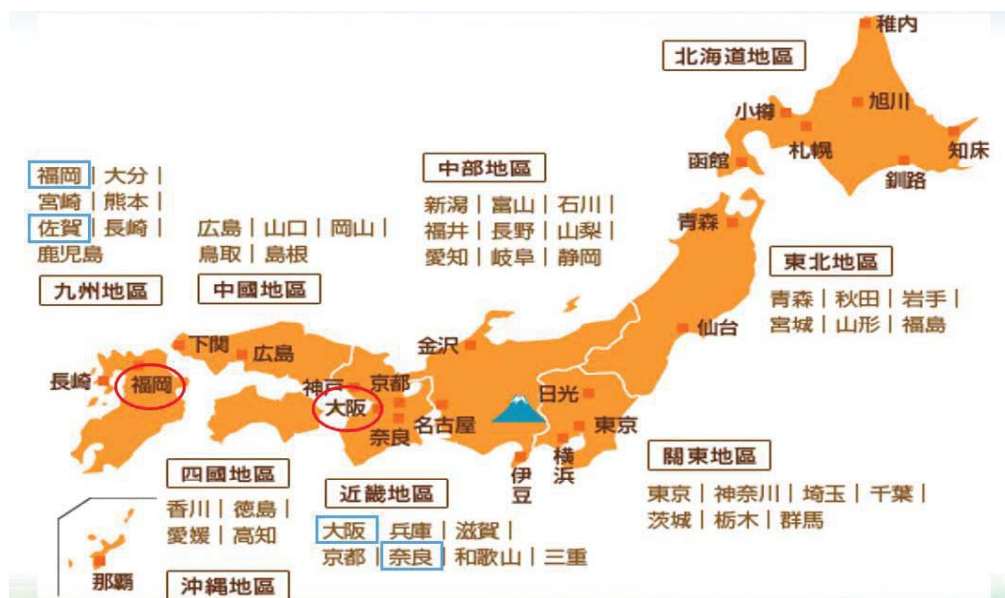 北海道地區
稚内
旭川
小樽
札幌
知床
函館
釧路
福岡 | 大分 |
宮崎 | 熊本 |
佐賀 | 長崎 |
鹿児島
九州地區
広島 | 山口 | 岡山 |
鳥取 | 島根
中國地區
中部地區
新潟 | 富山 | 石川 |
福井 | 長野 | 山梨 |
愛知 | 岐阜 | 静岡
青森
東北地區
青森 | 秋田 | 岩手 |
宮城 | 山形 | 福島
仙台
下関
広島
金沢
長崎
福岡
神戸
京都
大阪
奈良
名古屋
日光
東京
横浜
伊豆
關東地區
東京 | 神奈川 | 埼玉 | 千葉 |
茨城 | 栃木 | 群馬
四國地區
香川 | 徳島 |
愛媛 | 高知
近畿地區
大阪 | 兵庫 | 滋賀 |
京都 | 奈良 | 和歌山 | 三重
那覇
沖縄地區